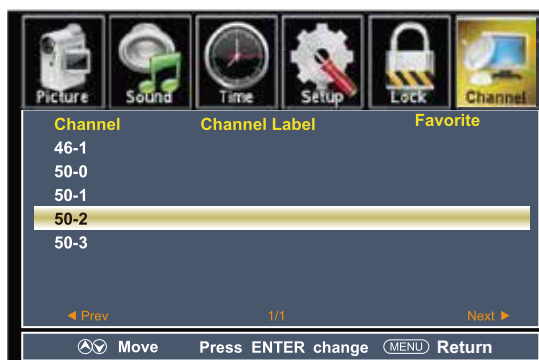 Picture Sound Time Setup Lock Channel
Channel Channel Label Favorite
46-1
50-0
50-1
50-2
50-3
◀ Prev 1/1 Next ▶
Move Press ENTER change MENU Return